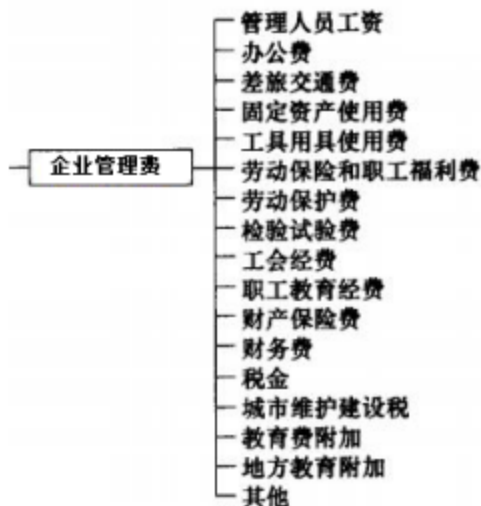 企业管理费
管理人员工资
办公费
差旅交通费
固定资产使用费
工具用具使用费
劳动保险和职工福利费
劳动保护费
检验试验费
工会经费
职工教育经费
财产保险费
财务费
税金
城市维护建设税
教育费附加
地方教育附加
其他